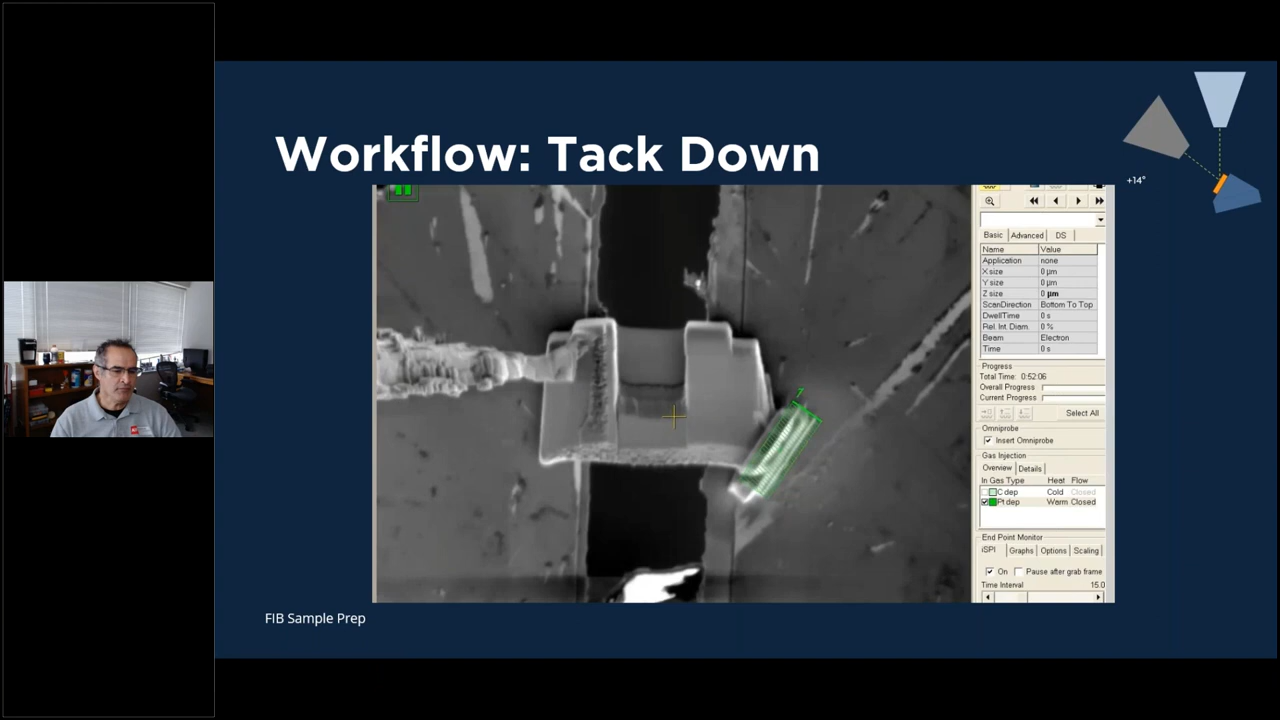 Workflow: Tack Down
+14°
1
Basic Advanced DS
Name Value
Application none
X size 0 µm
Y size 0 µm
Z size 0 µm
ScanDirection Bottom To Top
DwellTime 0 s
Rel. Int. Diam. 0 %
Beam Electron
Time 0 s
Progress
Total Time: 0:52:06
Overall Progress
Current Progress
Select All
Omniprobe
Insert Omniprobe
Gas Injection
Overview Details
In Gas Type Heat Flow
C dep Cold Closed
Pt dep Warm Closed
End Point Monitor
iSPI Graphs Options Scaling
On Pause after grab frame
Time Interval 15.0
FIB Sample Prep